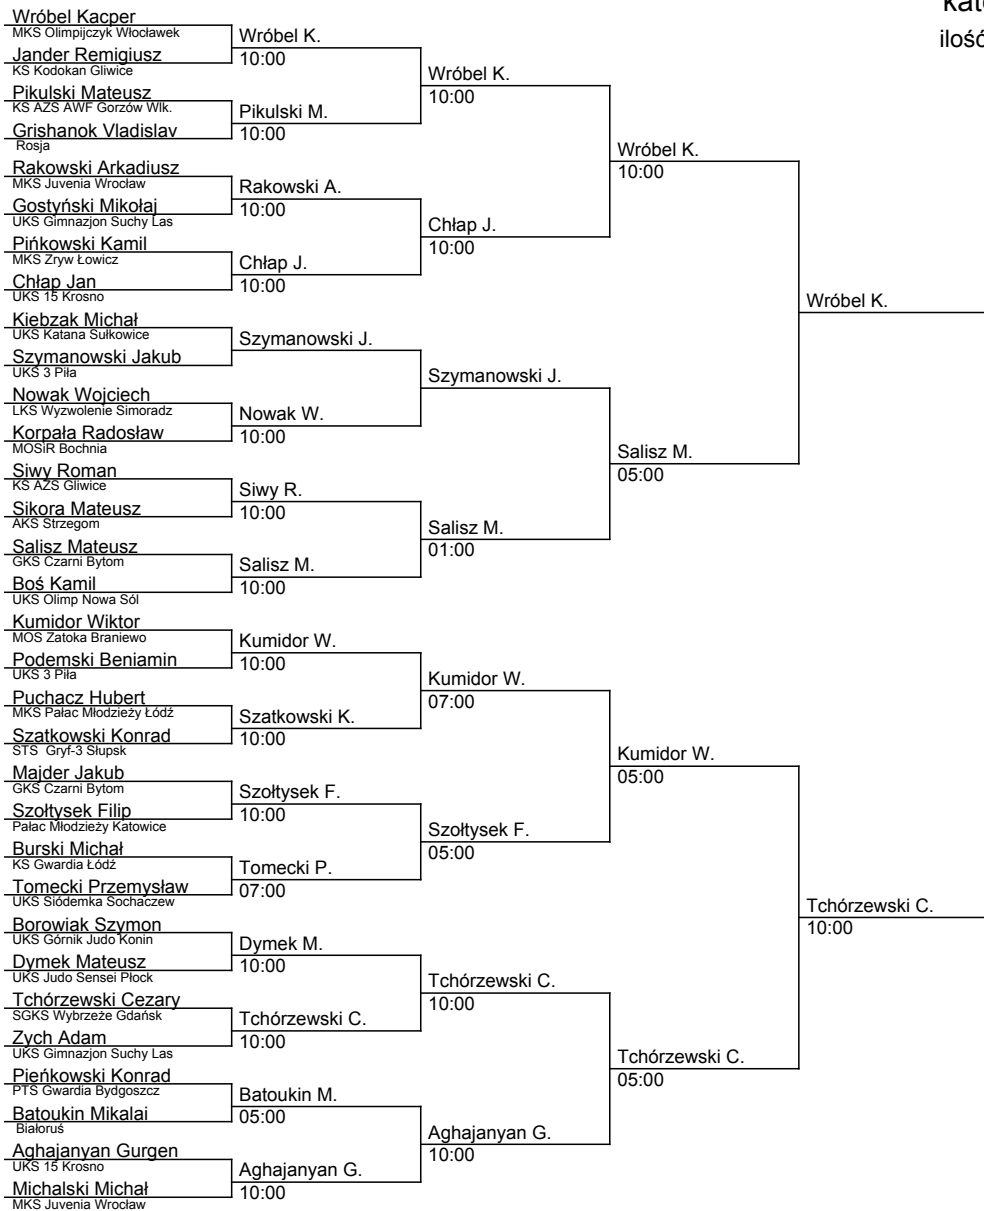 kat
ilość
Wróbel Kacper
MKS Olimpijczyk Włocławek
Jander Remigiusz
KS Kodokan Gliwice
Pikulski Mateusz
KS AZS AWF Gorzów Wlk.
Grishanok Vladislav
Rosja
Rakowski Arkadiusz
MKS Juvenia Wrocław
Gostyński Mikołaj
UKS Gimnazjon Suchy Las
Pińkowski Kamil
MKS Zryw Łowicz
Chłap Jan
UKS 15 Krosno
Kiebzak Michał
UKS Katana Sułkowice
Szymanowski Jakub
UKS 3 Piła
Nowak Wojciech
LKS Wyzwolenie Simoradz
Korpała Radosław
MOSiR Bochnia
Siwy Roman
KS AZS Gliwice
Sikora Mateusz
AKS Strzegom
Salisz Mateusz
GKS Czarni Bytom
Boś Kamil
UKS Olimp Nowa Sól
Kumidor Wiktor
MOS Zatoka Braniewo
Podemski Beniamin
UKS 3 Piła
Puchacz Hubert
MKS Pałac Młodzieży Łódź
Szatkowski Konrad
STS Gryf-3 Słupsk
Majder Jakub
GKS Czarni Bytom
Szołtysek Filip
Pałac Młodzieży Katowice
Burski Michał
KS Gwardia Łódź
Tomecki Przemysław
UKS Siódemka Sochaczew
Borowiak Szymon
UKS Górnik Judo Konin
Dymek Mateusz
UKS Judo Sensei Płock
Tchórzewski Cezary
SGKS Wybrzeże Gdańsk
Zych Adam
UKS Gimnazjon Suchy Las
Pieńkowski Konrad
PTS Gwardia Bydgoszcz
Batoukin Mikalai
Białoruś
Aghajanyan Gurgen
UKS 15 Krosno
Michalski Michał
MKS Juvenia Wrocław
Wróbel K.
10:00
Pikulski M.
10:00
Rakowski A.
10:00
Chłap J.
10:00
Szymanowski J.
Nowak W.
10:00
Siwy R.
10:00
Salisz M.
10:00
Kumidor W.
10:00
Szatkowski K.
10:00
Szołtysek F.
10:00
Tomecki P.
07:00
Dymek M.
10:00
Tchórzewski C.
10:00
Batoukin M.
05:00
Aghajanyan G.
10:00
Wróbel K.
10:00
Chłap J.
10:00
Szymanowski J.
Salisz M.
01:00
Kumidor W.
07:00
Szołtysek F.
05:00
Tchórzewski C.
10:00
Aghajanyan G.
10:00
Wróbel K.
10:00
Salisz M.
05:00
Kumidor W.
05:00
Tchórzewski C.
05:00
Wróbel K.
Tchórzewski C.
10:00